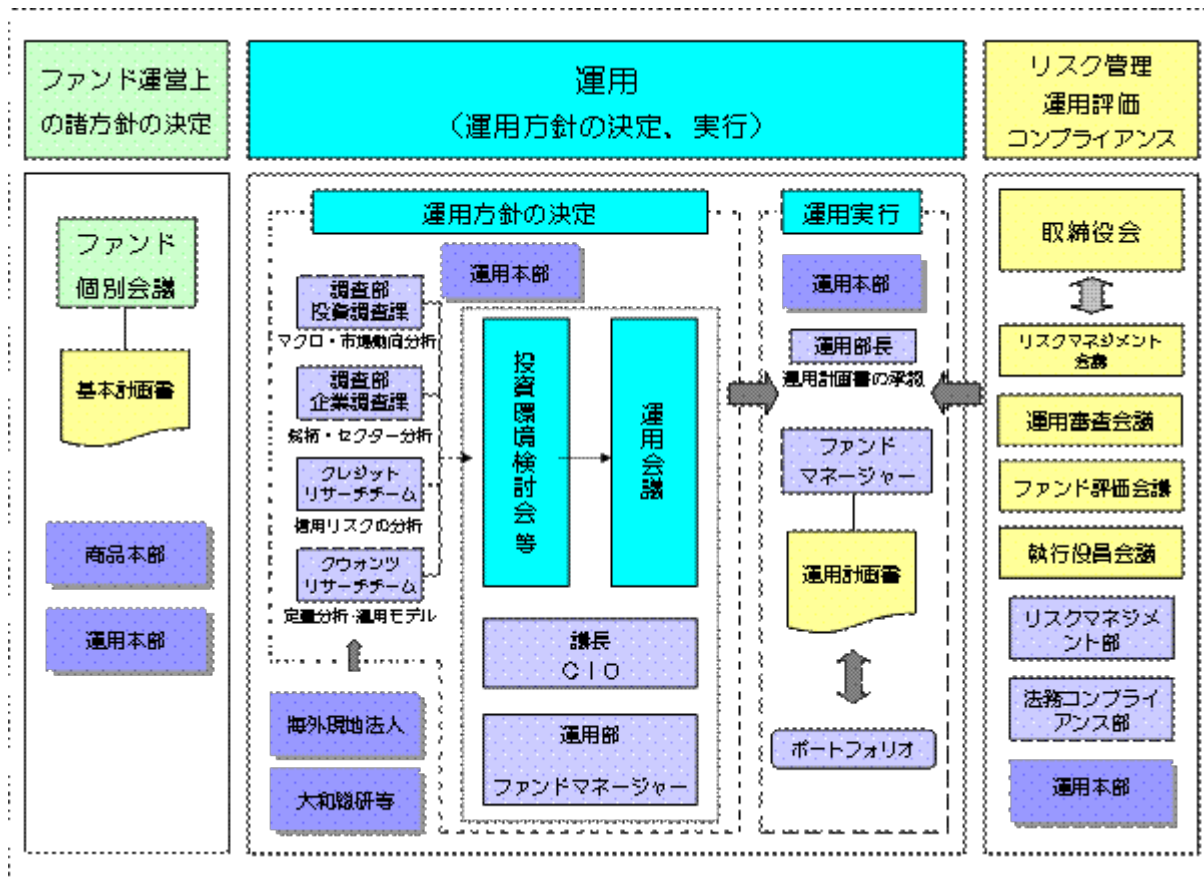 ファンド運営上
の諸方針の決定
運用
（運用方針の決定、実行）
リスク管理
運用評価
コンプライアンス
ファンド
個別会議
基本計画書
商品本部
運用本部
運用方針の決定
運用本部
調査部
投資調査課
マクロ・市場動向分析
調査部
企業調査課
銘柄・セクター分析
クレジット
リサーチチーム
信用リスクの分析
クウォンツ
リサーチチーム
定量分析・運用モデル
海外現地法人
大和総研等
投資環境検討会等
運用会議
議長
ＣＩＯ
運用部
ファンドマネージャー
運用実行
運用本部
運用部長
運用計画書の承認
ファンド
マネージャー
運用計画書
ポートフォリオ
取締役会
リスクマネジメント
会議
運用審査会議
ファンド評価会議
執行役員会議
リスクマネジメ
ント部
法務コンプライ
アンス部
運用本部